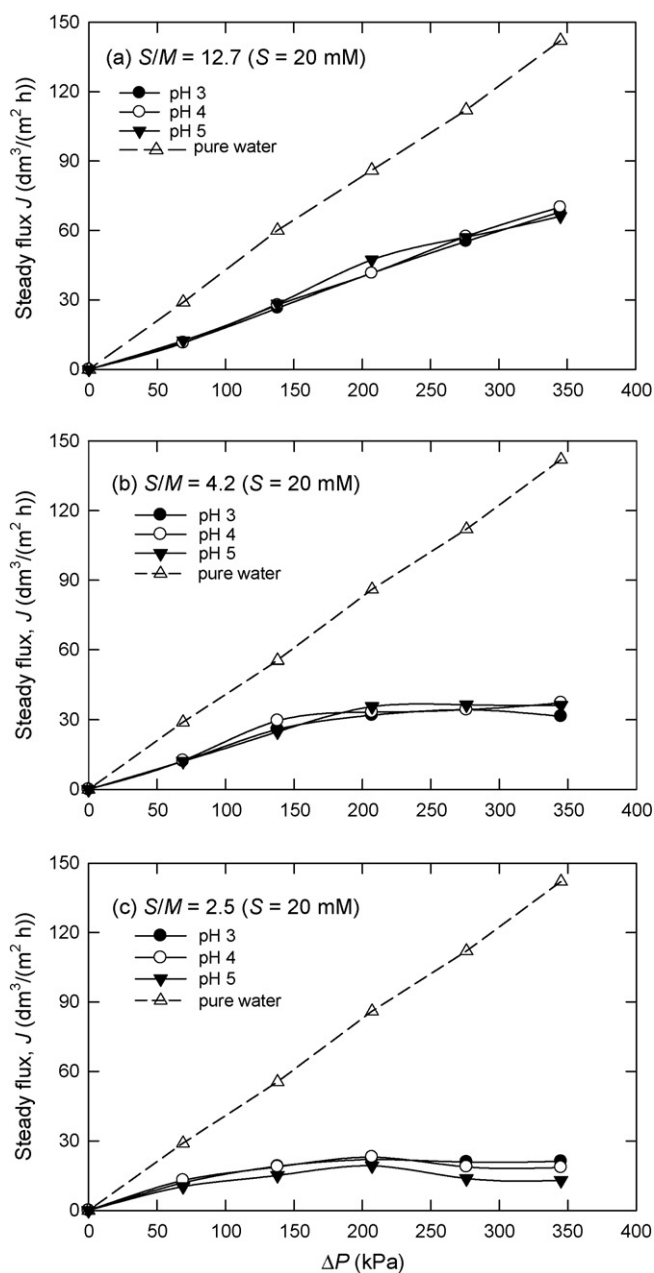 150
(a) S/M = 12.7 (S = 20 mM)
120
pH 3
pH 4
pH 5
pure water
90
60
30
0
Steady flux J (dm³/(m² h))
0 50 100 150 200 250 300 350 400
150
(b) S/M = 4.2 (S = 20 mM)
120
pH 3
pH 4
pH 5
pure water
90
60
30
0
Steady flux, J (dm³/(m² h))
0 50 100 150 200 250 300 350 400
150
(c) S/M = 2.5 (S = 20 mM)
120
pH 3
pH 4
pH 5
pure water
90
60
30
0
Steady flux, J (dm³/(m² h))
0 50 100 150 200 250 300 350 400
ΔP (kPa)